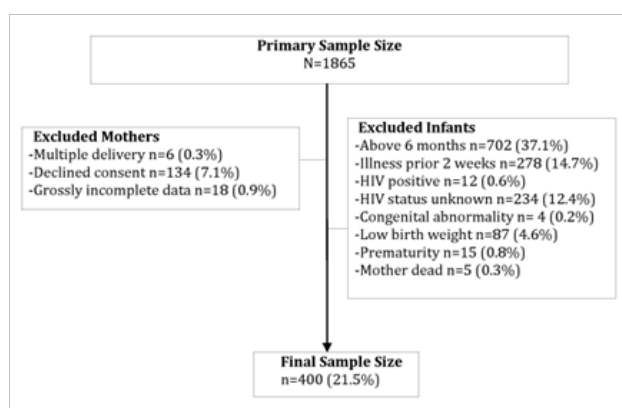 Primary Sample Size
N=1865
Excluded Mothers
-Multiple delivery n=6 (0.3%)
-Declined consent n=134 (7.1%)
-Grossly incomplete data n=18 (0.9%)
Excluded Infants
-Above 6 months n=702 (37.1%)
-Illness prior 2 weeks n=278 (14.7%)
-HIV positive n=12 (0.6%)
-HIV status unknown n=234 (12.4%)
-Congenital abnormality n= 4 (0.2%)
-Low birth weight n=87 (4.6%)
-Prematurity n=15 (0.8%)
-Mother dead n=5 (0.3%)
Final Sample Size
n=400 (21.5%)